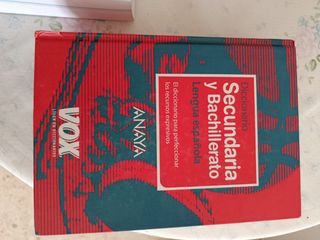 Diccionario
Secundaria
y Bachillerato
Lengua española
El diccionario para perfeccionar
los recursos expresivos
ANAYA
VOX